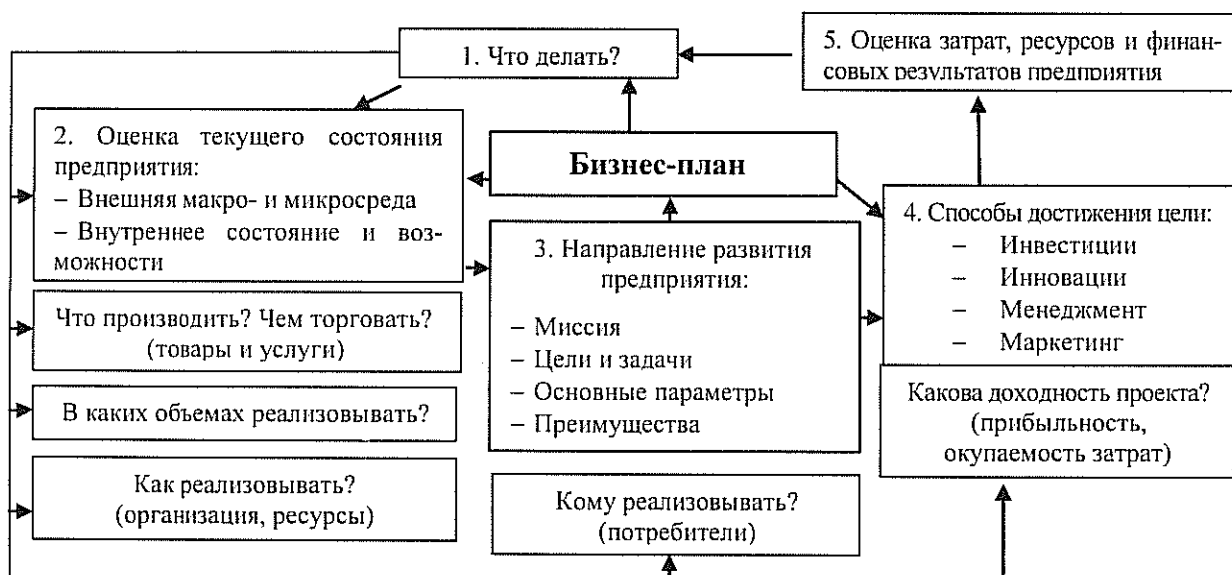 1. Что делать?
5. Оценка затрат, ресурсов и финан-
совых результатов предприятия
2. Оценка текущего состояния
предприятия:
– Внешняя макро- и микросреда
– Внутреннее состояние и воз-
можности
Бизнес-план
3. Направление развития
предприятия:
– Миссия
– Цели и задачи
– Основные параметры
– Преимущества
4. Способы достижения цели:
– Инвестиции
– Инновации
– Менеджмент
– Маркетинг
Что производить? Чем торговать?
(товары и услуги)
В каких объемах реализовывать?
Как реализовывать?
(организация, ресурсы)
Кому реализовывать?
(потребители)
Какова доходность проекта?
(прибыльность,
окупаемость затрат)